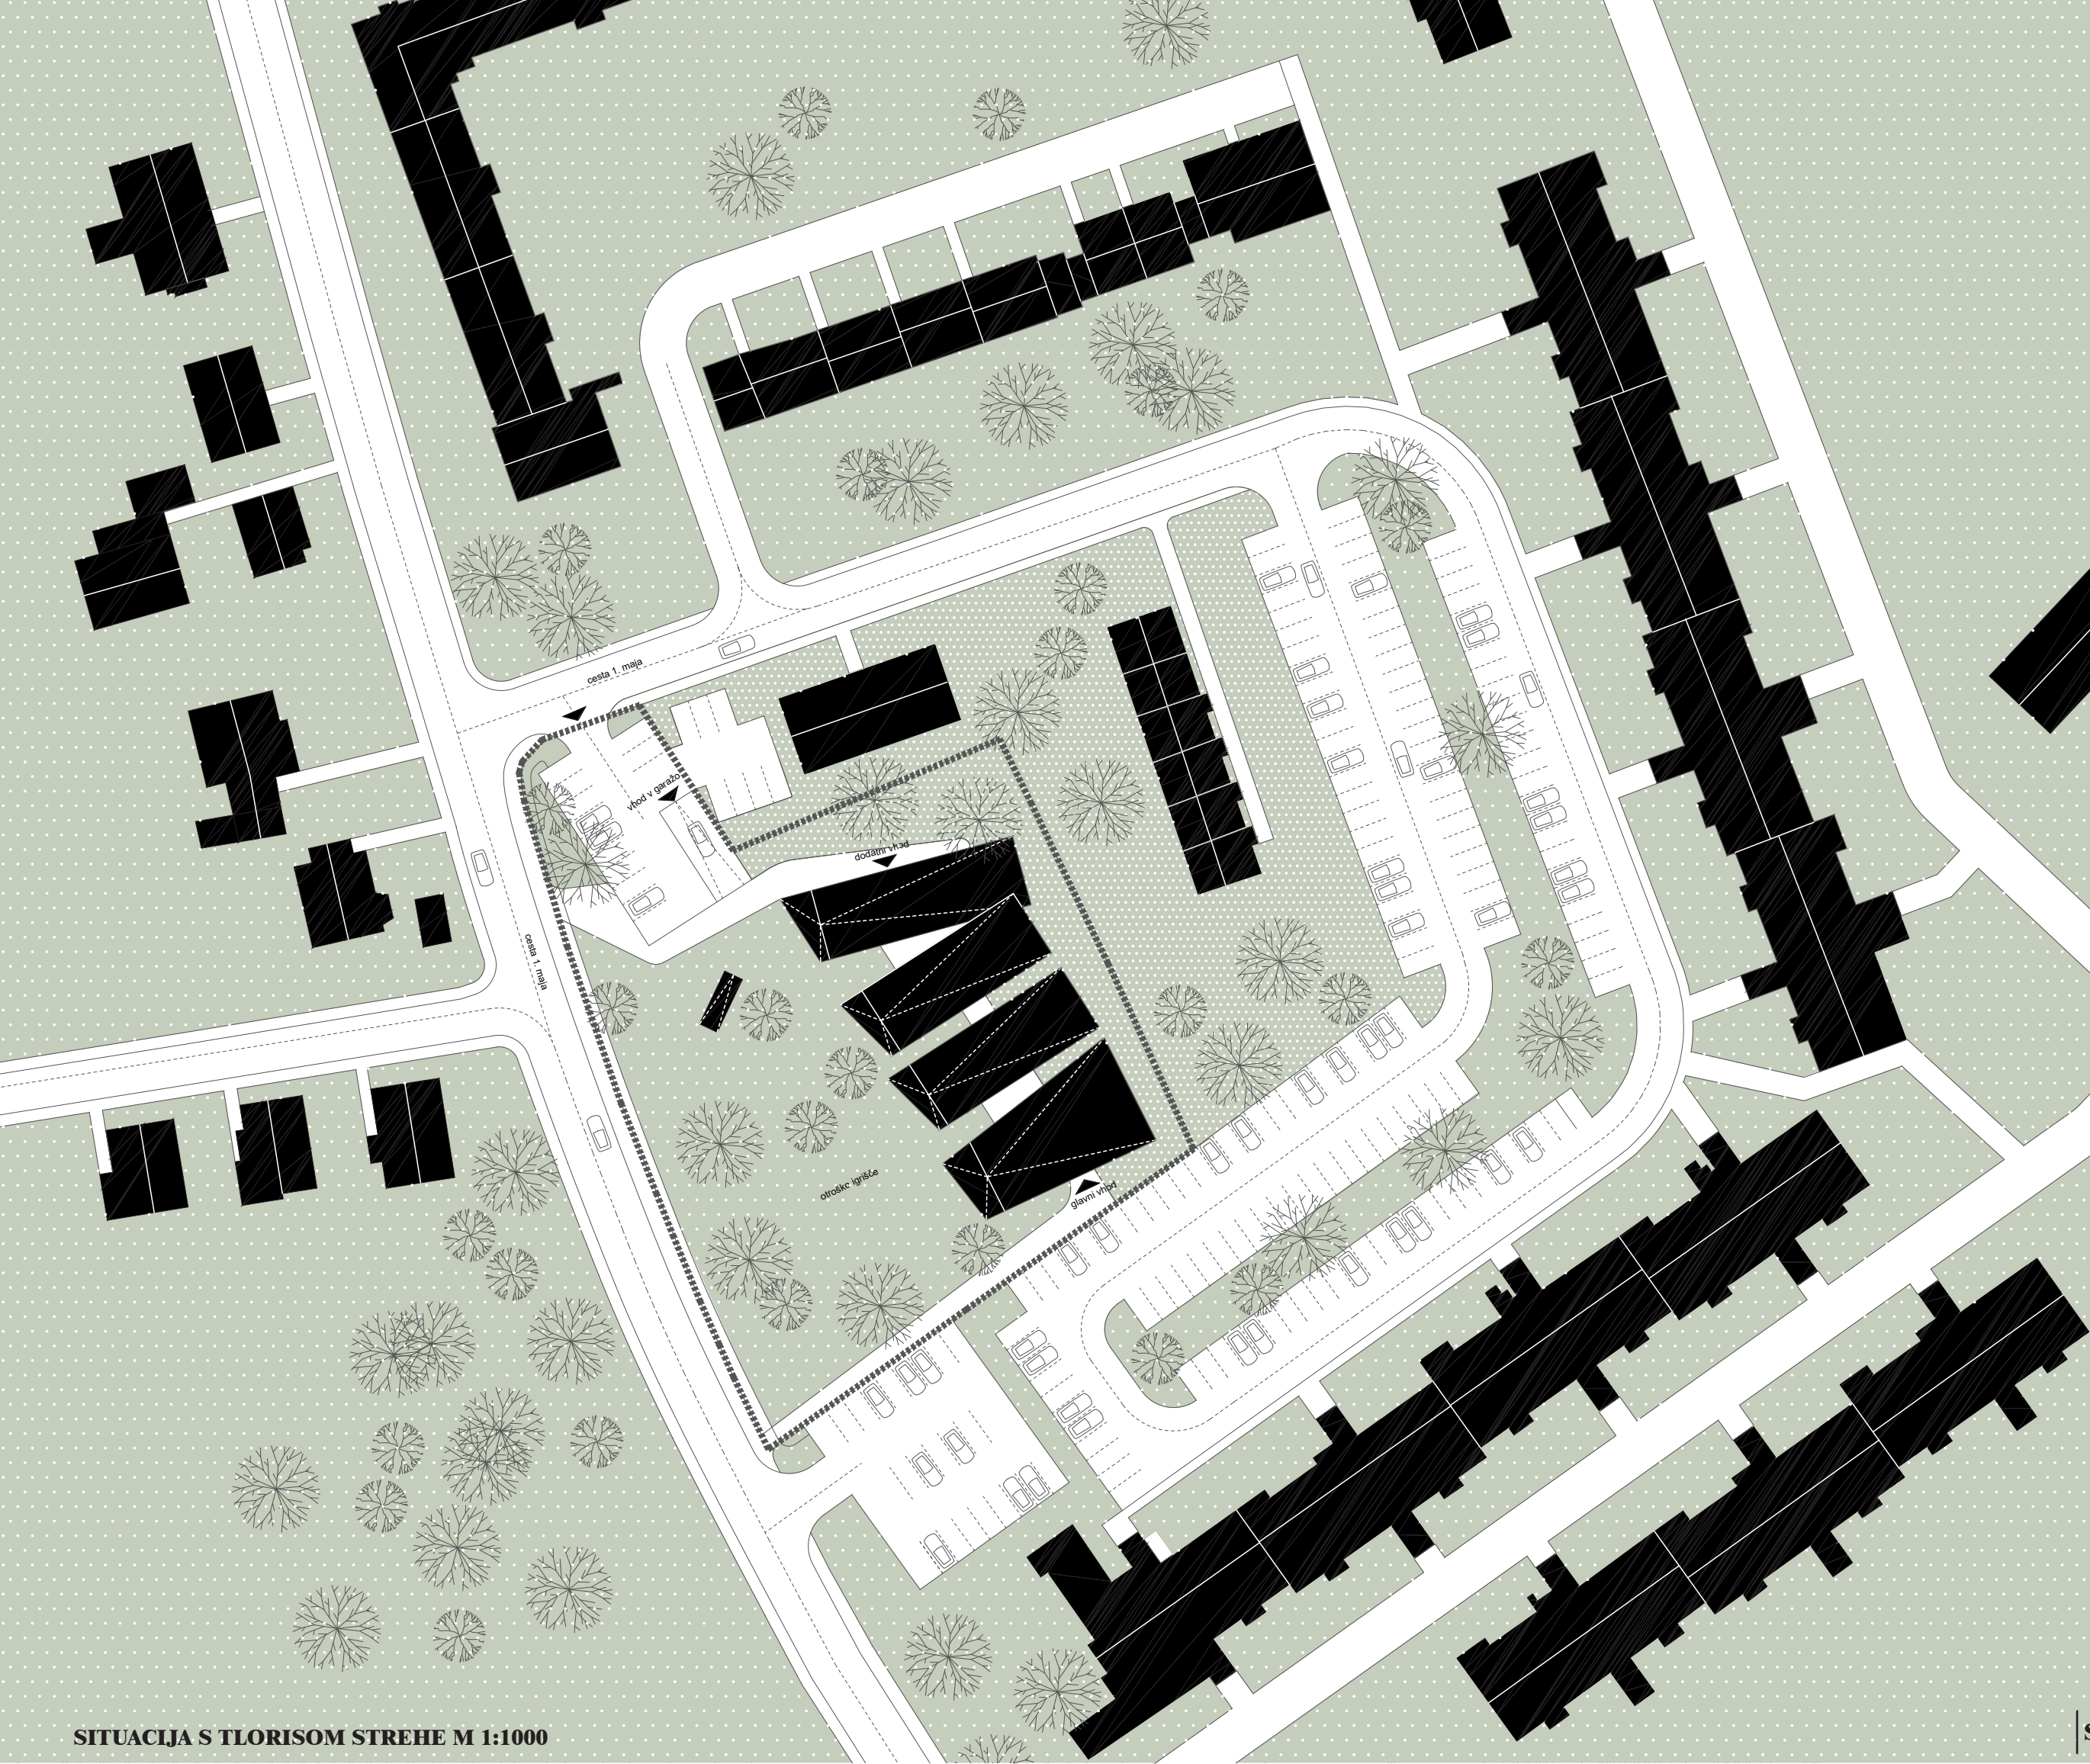 cesta 1. maja
vhod v garažo
dodatni vhod
cesta 1. maja
otroško igrišče
glavni vhod
SITUACIJA S TLORISOM STREHE M 1:1000
S